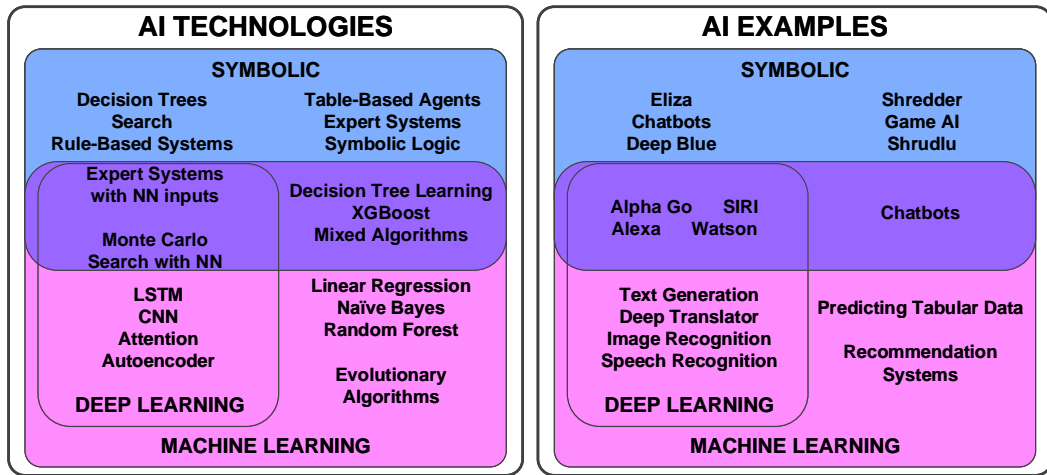 AI TECHNOLOGIES
SYMBOLIC
Decision Trees
Search
Rule-Based Systems
Table-Based Agents
Expert Systems
Symbolic Logic
Expert Systems
with NN inputs
Monte Carlo
Search with NN
Decision Tree Learning
XGBoost
Mixed Algorithms
LSTM
CNN
Attention
Autoencoder
DEEP LEARNING
Linear Regression
Naïve Bayes
Random Forest
Evolutionary
Algorithms
MACHINE LEARNING
AI EXAMPLES
SYMBOLIC
Eliza
Chatbots
Deep Blue
Shredder
Game AI
Shrudlu
Alpha Go SIRI
Alexa Watson
Chatbots
Text Generation
Deep Translator
Image Recognition
Speech Recognition
DEEP LEARNING
Predicting Tabular Data
Recommendation
Systems
MACHINE LEARNING